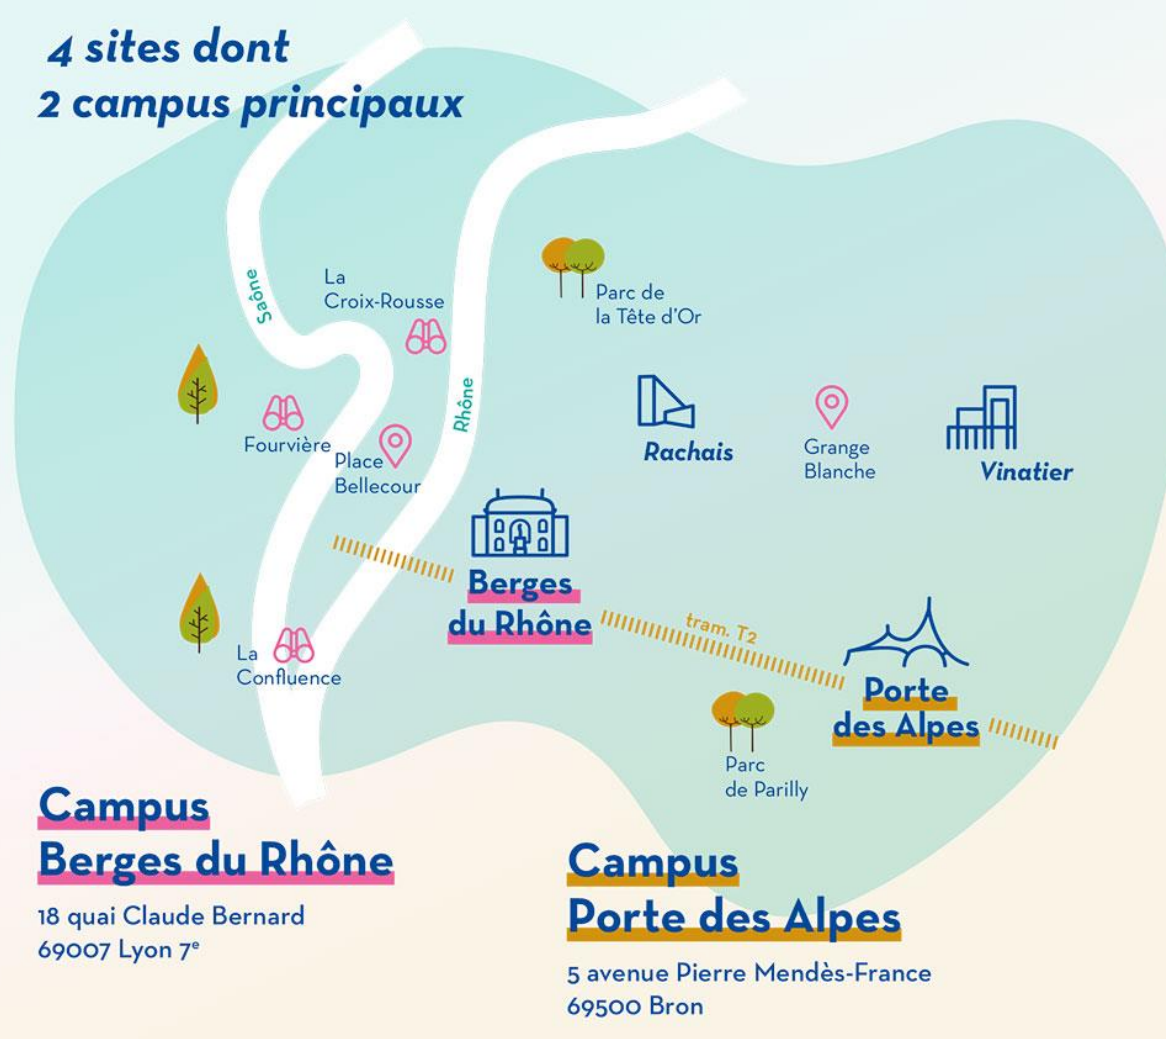 4 sites dont
2 campus principaux
Saône
La
Croix-Rousse
Parc de
la Tête d'Or
Rhône
Fourvière
Place
Bellecour
Rachais
Grange
Blanche
Vinatier
Berges
du Rhône
tram. T2
La
Confluence
Porte
des Alpes
Parc
de Parilly
Campus
Berges du Rhône
18 quai Claude Bernard
69007 Lyon 7e
Campus
Porte des Alpes
5 avenue Pierre Mendès-France
69500 Bron